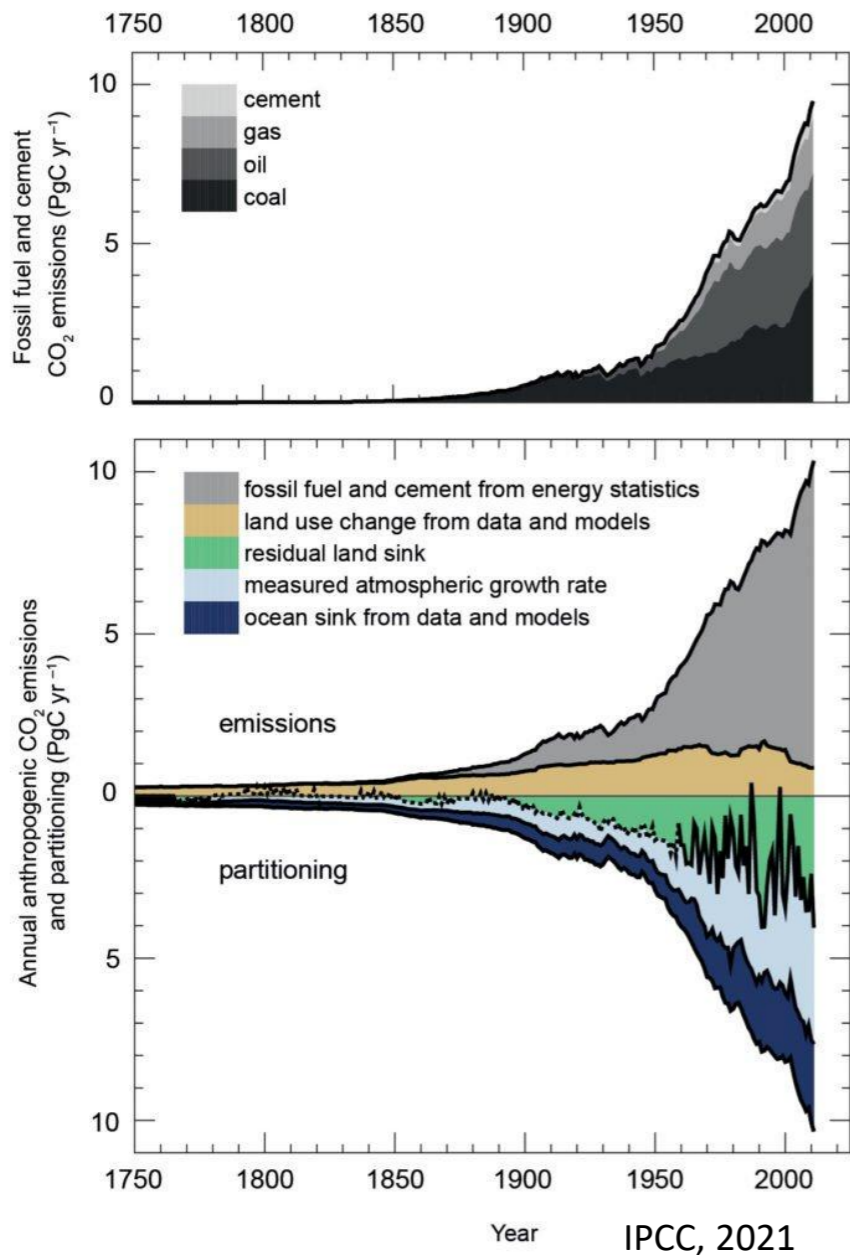 1750 1800 1850 1900 1950 2000
10
5
0
Fossil fuel and cement
CO₂ emissions (PgC yr⁻¹)
cement
gas
oil
coal
10
5
0
5
10
Annual anthropogenic CO₂ emissions
and partitioning (PgC yr⁻¹)
fossil fuel and cement from energy statistics
land use change from data and models
residual land sink
measured atmospheric growth rate
ocean sink from data and models
emissions
partitioning
1750 1800 1850 1900 1950 2000
Year
IPCC, 2021